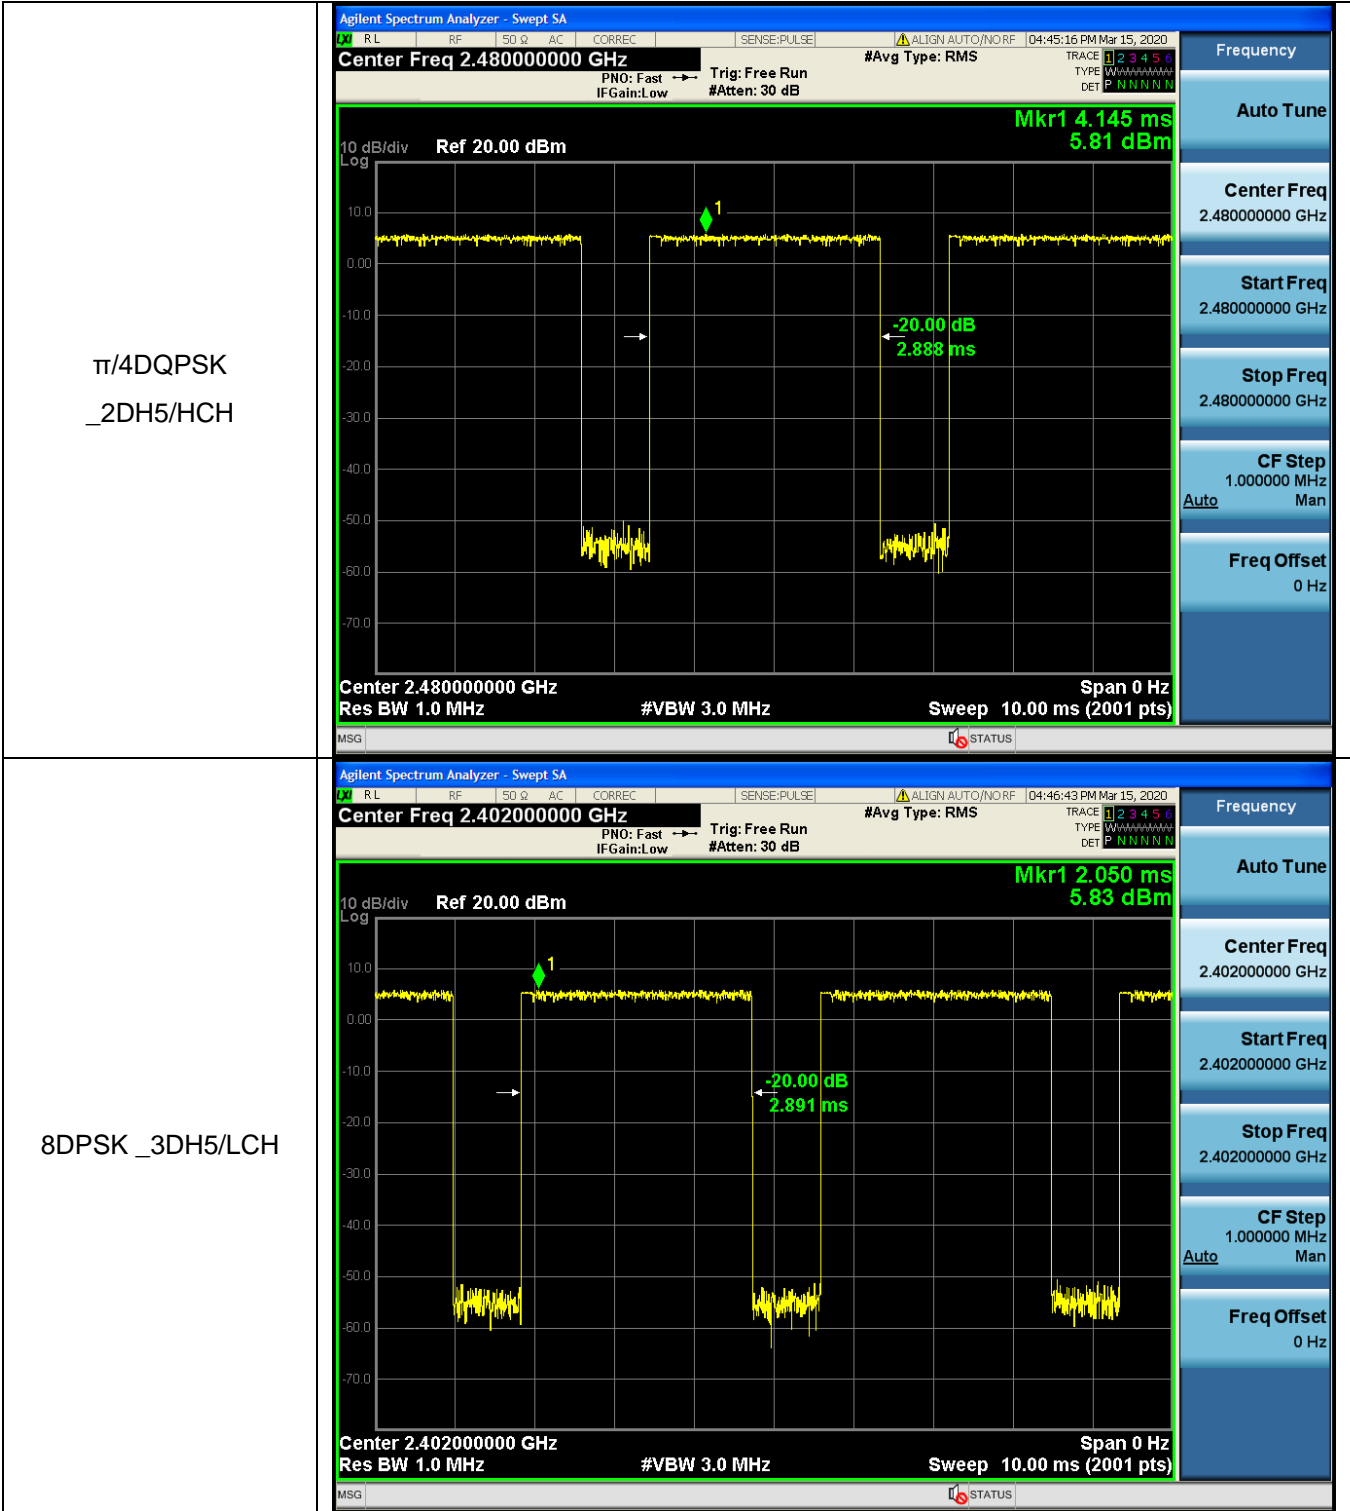 π/4DQPSK
_2DH5/HCH
Agilent Spectrum Analyzer - Swept SA
LXI RL RF 50 Ω AC CORREC SENSE:PULSE ALIGN AUTO/NO RF 04:45:16 PM Mar 15, 2020
Center Freq 2.480000000 GHz #Avg Type: RMS TRACE 1 2 3 4 5 6
PNO: Fast Trig: Free Run TYPE
IFGain:Low #Atten: 30 dB DET P N N N N N
Mkr1 4.145 ms
5.81 dBm
10 dB/div Ref 20.00 dBm
Log
1
10.0
0.00
-10.0
-20.00 dB
2.888 ms
-20.0
-30.0
-40.0
-50.0
-60.0
-70.0
Center 2.480000000 GHz Span 0 Hz
Res BW 1.0 MHz #VBW 3.0 MHz Sweep 10.00 ms (2001 pts)
MSG STATUS
Frequency
Auto Tune
Center Freq
2.480000000 GHz
Start Freq
2.480000000 GHz
Stop Freq
2.480000000 GHz
CF Step
1.000000 MHz
Auto Man
Freq Offset
0 Hz
8DPSK _3DH5/LCH
Agilent Spectrum Analyzer - Swept SA
LXI RL RF 50 Ω AC CORREC SENSE:PULSE ALIGN AUTO/NO RF 04:46:43 PM Mar 15, 2020
Center Freq 2.402000000 GHz #Avg Type: RMS TRACE 1 2 3 4 5 6
PNO: Fast Trig: Free Run TYPE
IFGain:Low #Atten: 30 dB DET P N N N N N
Mkr1 2.050 ms
5.83 dBm
10 dB/div Ref 20.00 dBm
Log
1
10.0
0.00
-10.0
-20.00 dB
2.891 ms
-20.0
-30.0
-40.0
-50.0
-60.0
-70.0
Center 2.402000000 GHz Span 0 Hz
Res BW 1.0 MHz #VBW 3.0 MHz Sweep 10.00 ms (2001 pts)
MSG STATUS
Frequency
Auto Tune
Center Freq
2.402000000 GHz
Start Freq
2.402000000 GHz
Stop Freq
2.402000000 GHz
CF Step
1.000000 MHz
Auto Man
Freq Offset
0 Hz